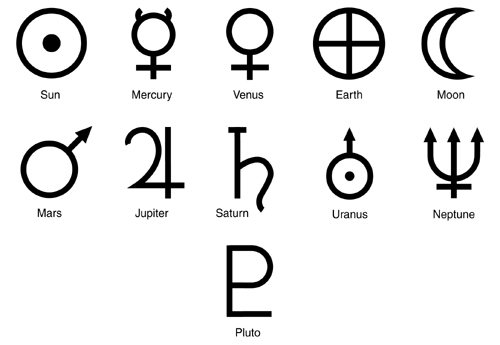 Sun Mercury Venus Earth Moon
Mars Jupiter Saturn Uranus Neptune
Pluto